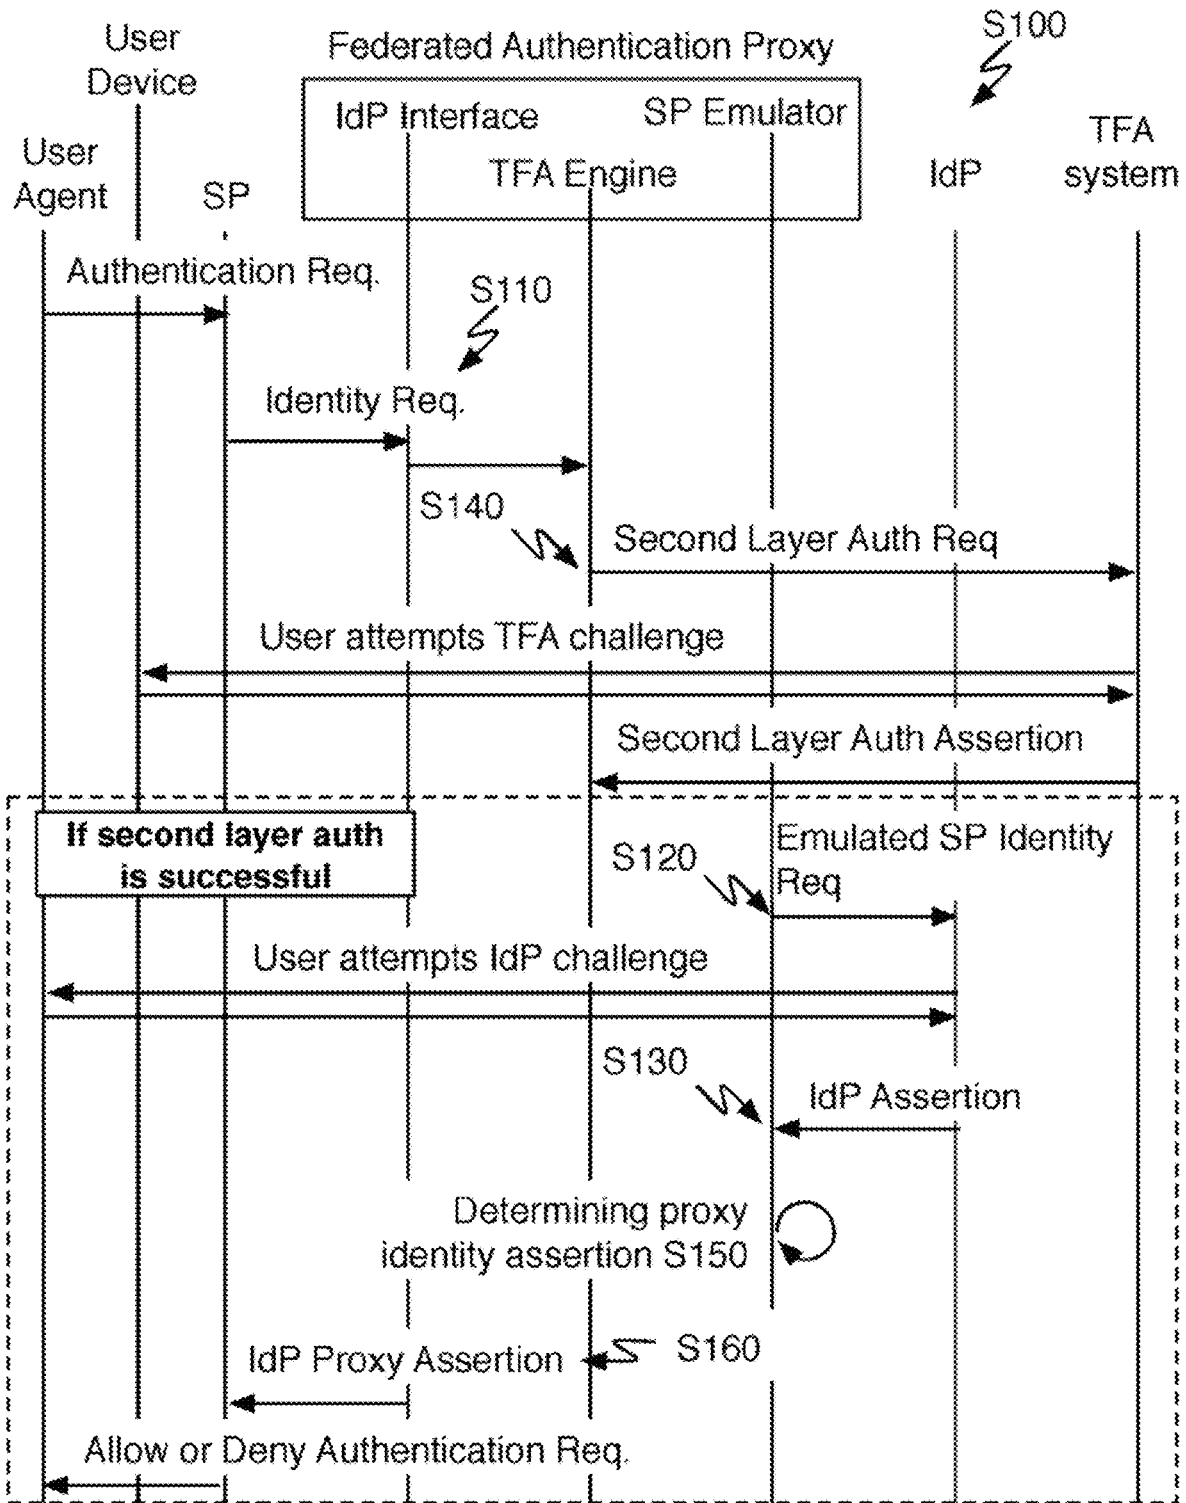 S100
User
Device
Federated Authentication Proxy
IdP Interface
SP Emulator
TFA Engine
User
Agent
SP
IdP
TFA
system
Authentication Req.
S110
Identity Req.
S140
Second Layer Auth Req
User attempts TFA challenge
Second Layer Auth Assertion
If second layer auth
is successful
S120
Emulated SP Identity
Req
User attempts IdP challenge
S130
IdP Assertion
Determining proxy
identity assertion S150
IdP Proxy Assertion
S160
Allow or Deny Authentication Req.